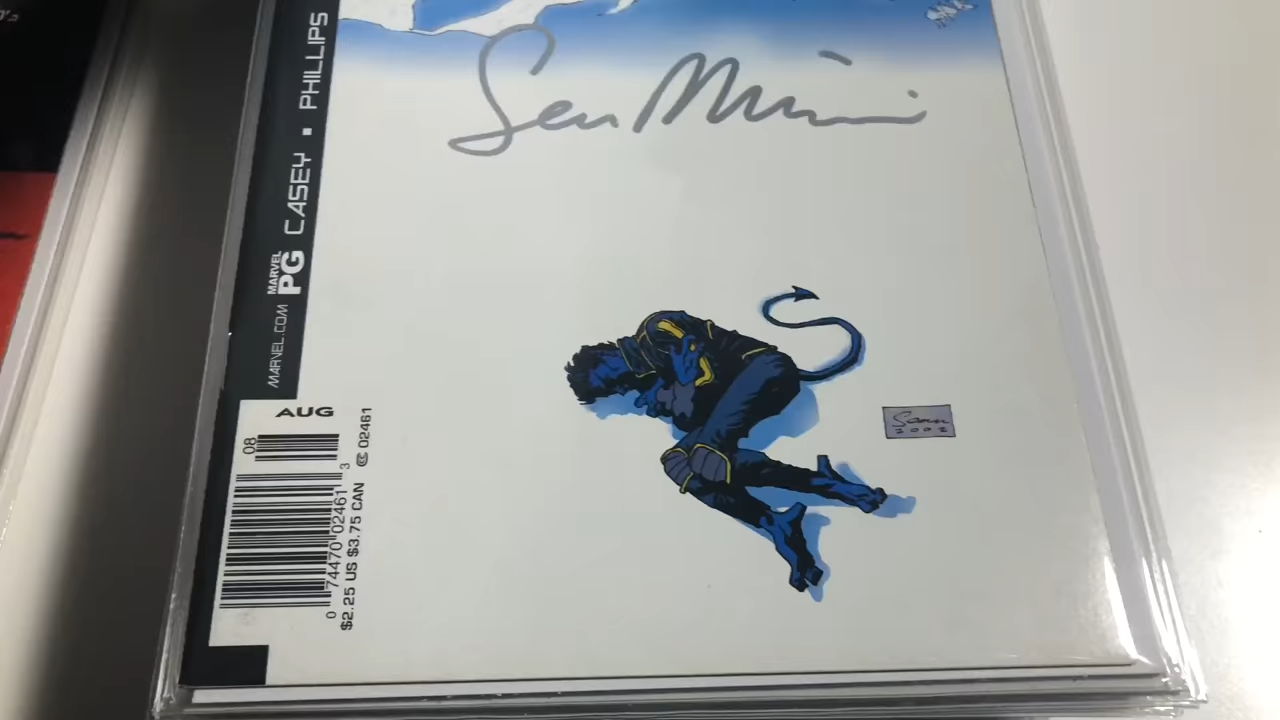 CASEY ▪ PHILLIPS
MARVEL
PG
MARVEL.COM
AUG
08
02461
0 74470 02461 3
$2.25 US $3.75 CAN
2002